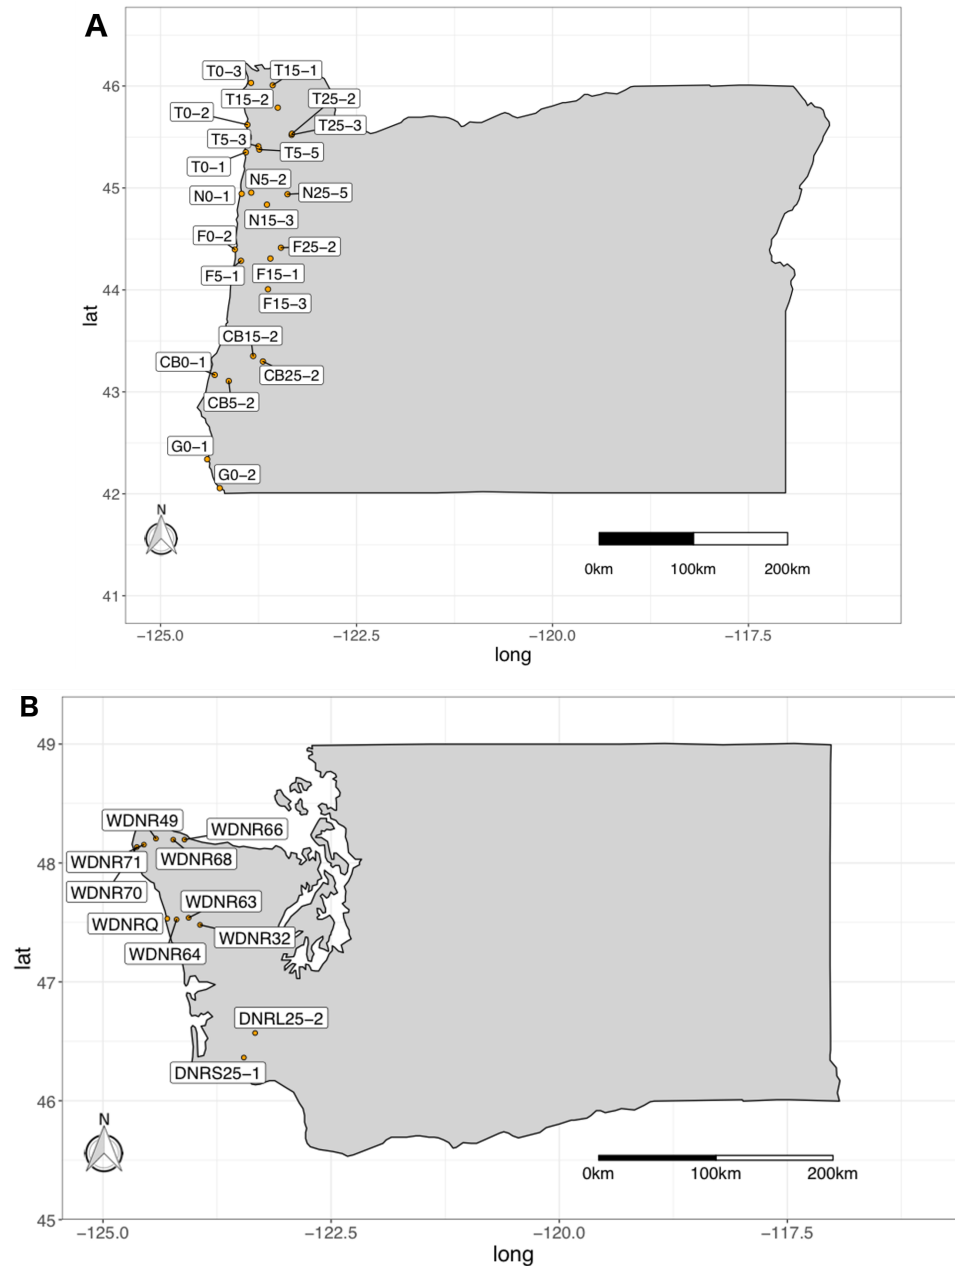 A
T0−3
T15−1
46
T15−2
T25−2
T0−2
T25−3
T5−3
T5−5
T0−1
N5−2
45
N0−1
N25−5
N15−3
F0−2
F25−2
F5−1
F15−1
44
F15−3
lat
CB15−2
CB0−1
CB25−2
43
CB5−2
G0−1
G0−2
42
N
0km 100km 200km
41
−125.0 −122.5 −120.0 −117.5
long
B
49
WDNR49
WDNR66
48
WDNR71
WDNR68
WDNR70
WDNR63
WDNRQ
WDNR32
WDNR64
lat
47
DNRL25−2
DNRS25−1
46
N
0km 100km 200km
45
−125.0 −122.5 −120.0 −117.5
long